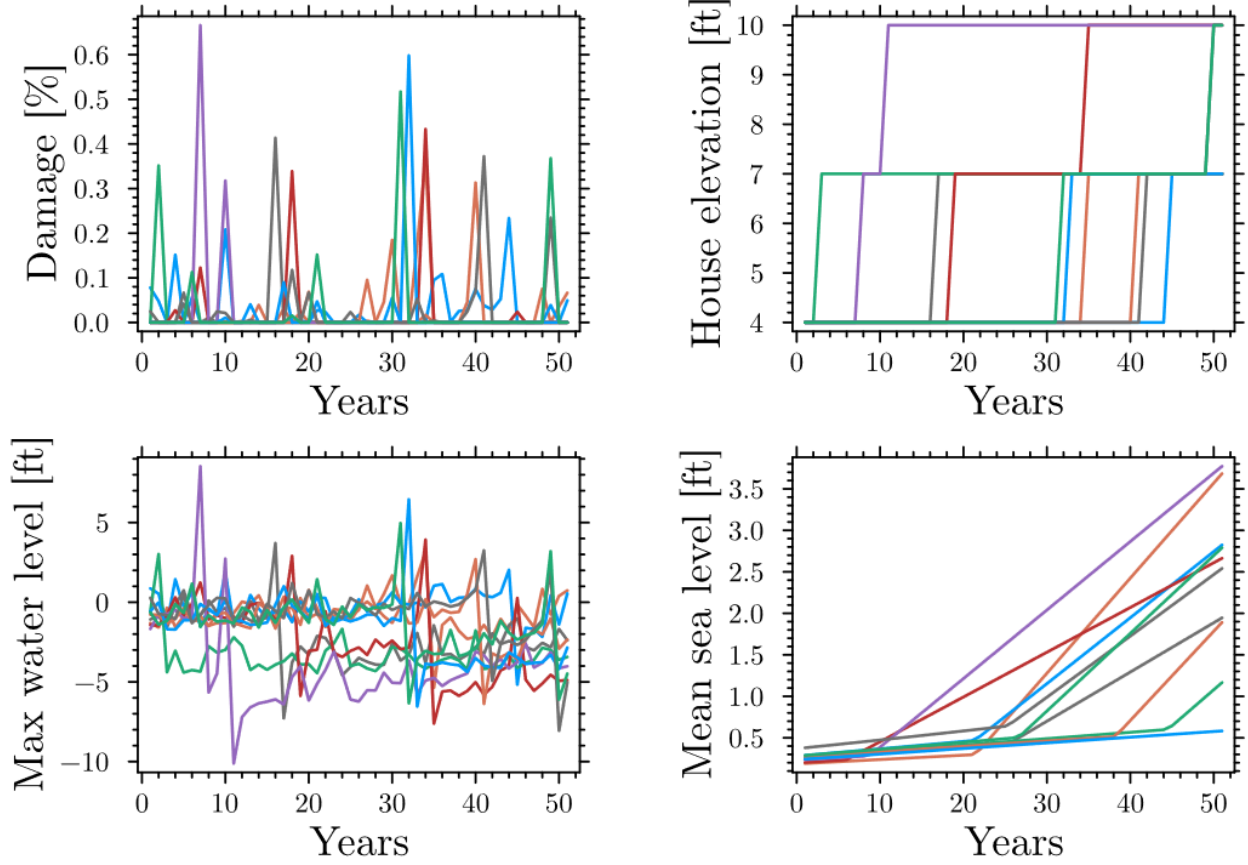 Damage [%]
0.6
0.5
0.4
0.3
0.2
0.1
0.0
0 10 20 30 40 50
Years
House elevation [ft]
10
9
8
7
6
5
4
0 10 20 30 40 50
Years
Max water level [ft]
5
0
−5
−10
0 10 20 30 40 50
Years
Mean sea level [ft]
3.5
3.0
2.5
2.0
1.5
1.0
0.5
0 10 20 30 40 50
Years